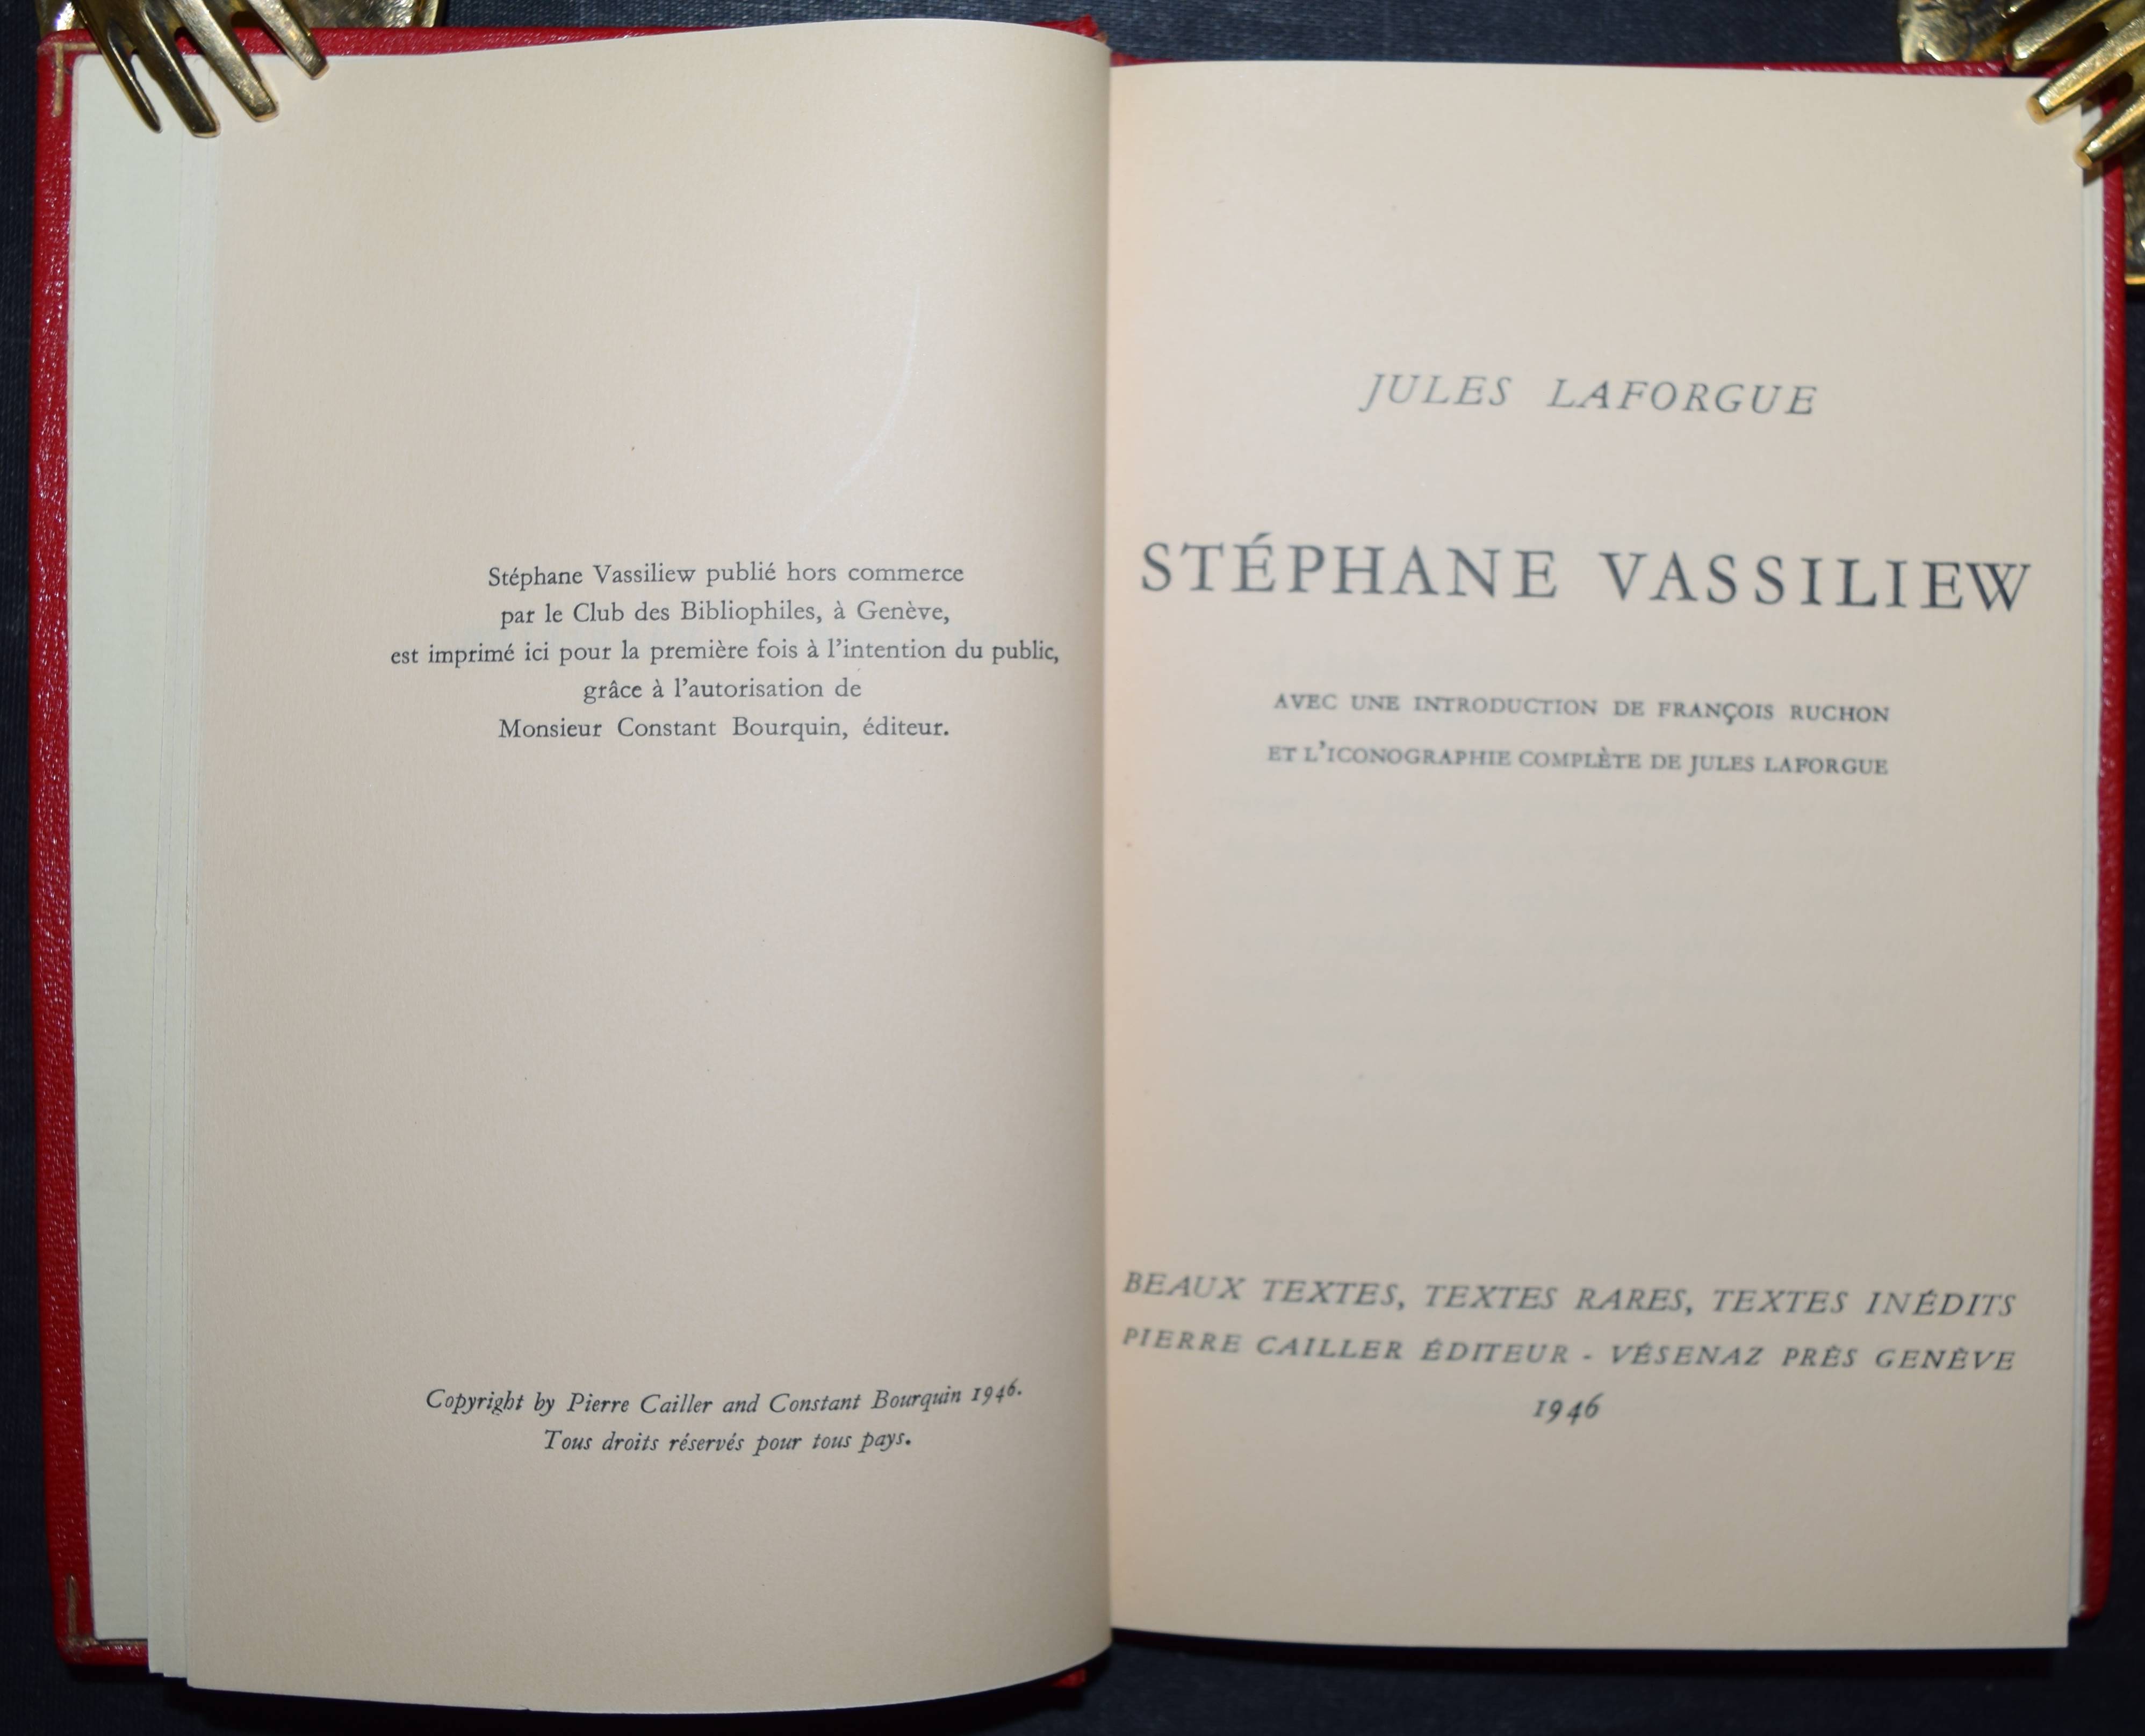 Stéphane Vassiliew publié hors commerce
par le Club des Bibliophiles, à Genève,
est imprimé ici pour la première fois à l'intention du public,
grâce à l'autorisation de
Monsieur Constant Bourquin, éditeur.
Copyright by Pierre Cailler and Constant Bourquin 1946.
Tous droits réservés pour tous pays.
JULES LAFORGUE
STÉPHANE VASSILIEW
AVEC UNE INTRODUCTION DE FRANÇOIS RUCHON
ET L'ICONOGRAPHIE COMPLÈTE DE JULES LAFORGUE
BEAUX TEXTES, TEXTES RARES, TEXTES INÉDITS
PIERRE CAILLER ÉDITEUR - VÉSENAZ PRÈS GENÈVE
1946